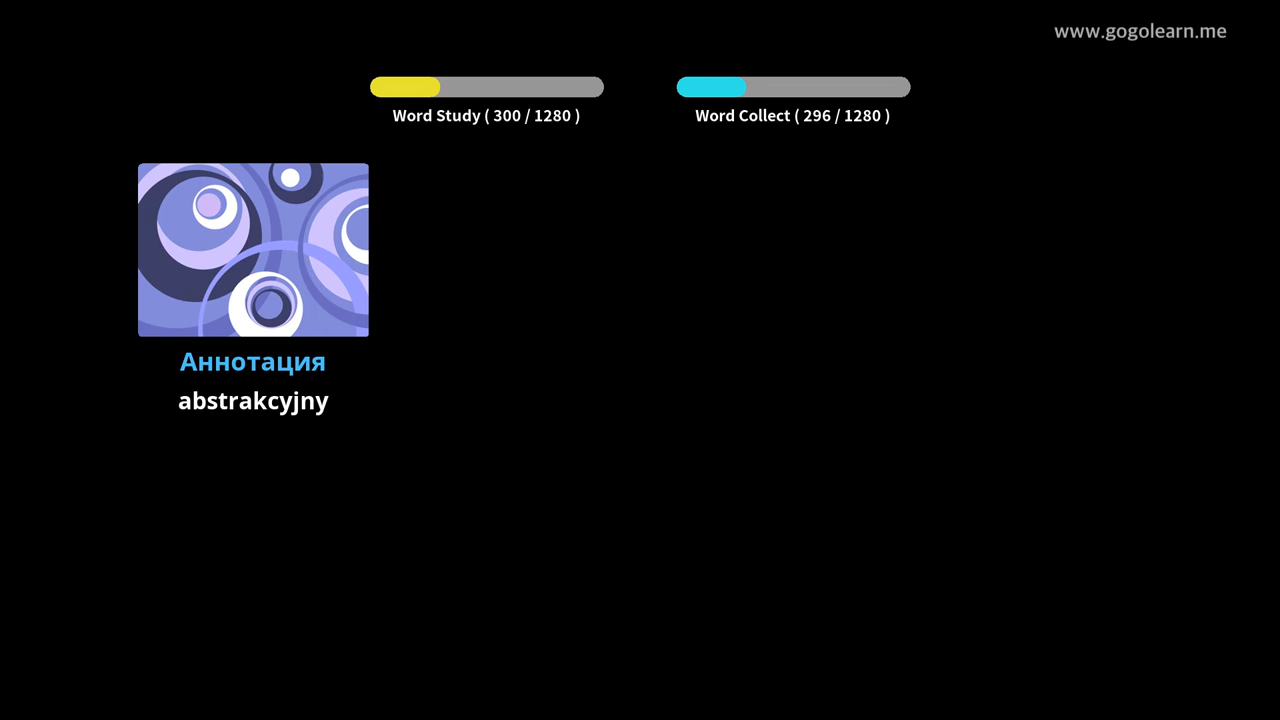 www.gogolearn.me
Word Study ( 300 / 1280 )
Word Collect ( 296 / 1280 )
Аннотация
abstrakcyjny